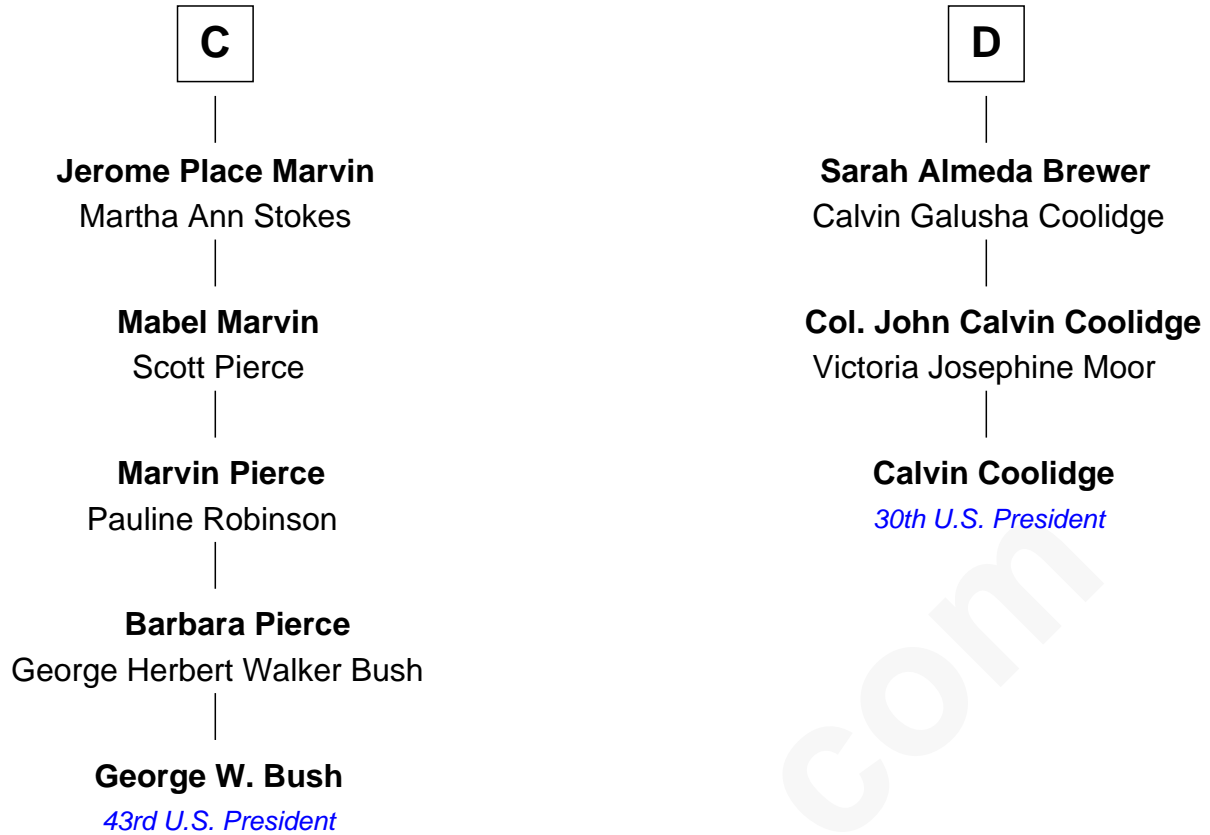 C
Jerome Place Marvin
Martha Ann Stokes
Mabel Marvin
Scott Pierce
Marvin Pierce
Pauline Robinson
Barbara Pierce
George Herbert Walker Bush
George W. Bush
43rd U.S. President
D
Sarah Almeda Brewer
Calvin Galusha Coolidge
Col. John Calvin Coolidge
Victoria Josephine Moor
Calvin Coolidge
30th U.S. President
com